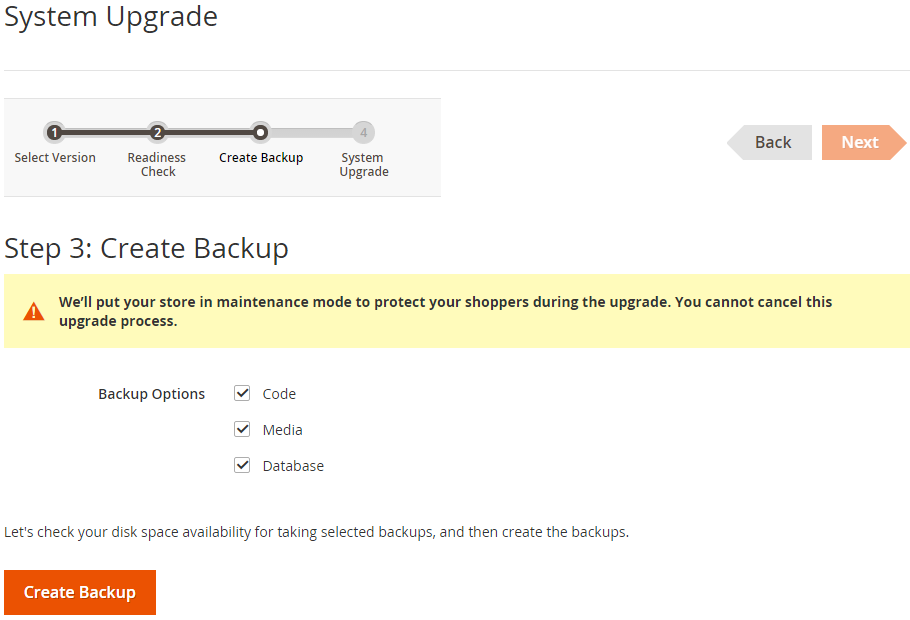 System Upgrade
1 2 4
Select Version Readiness Create Backup System
Check Upgrade
Back Next
Step 3: Create Backup
We’ll put your store in maintenance mode to protect your shoppers during the upgrade. You cannot cancel this
upgrade process.
Backup Options Code
Media
Database
Let's check your disk space availability for taking selected backups, and then create the backups.
Create Backup